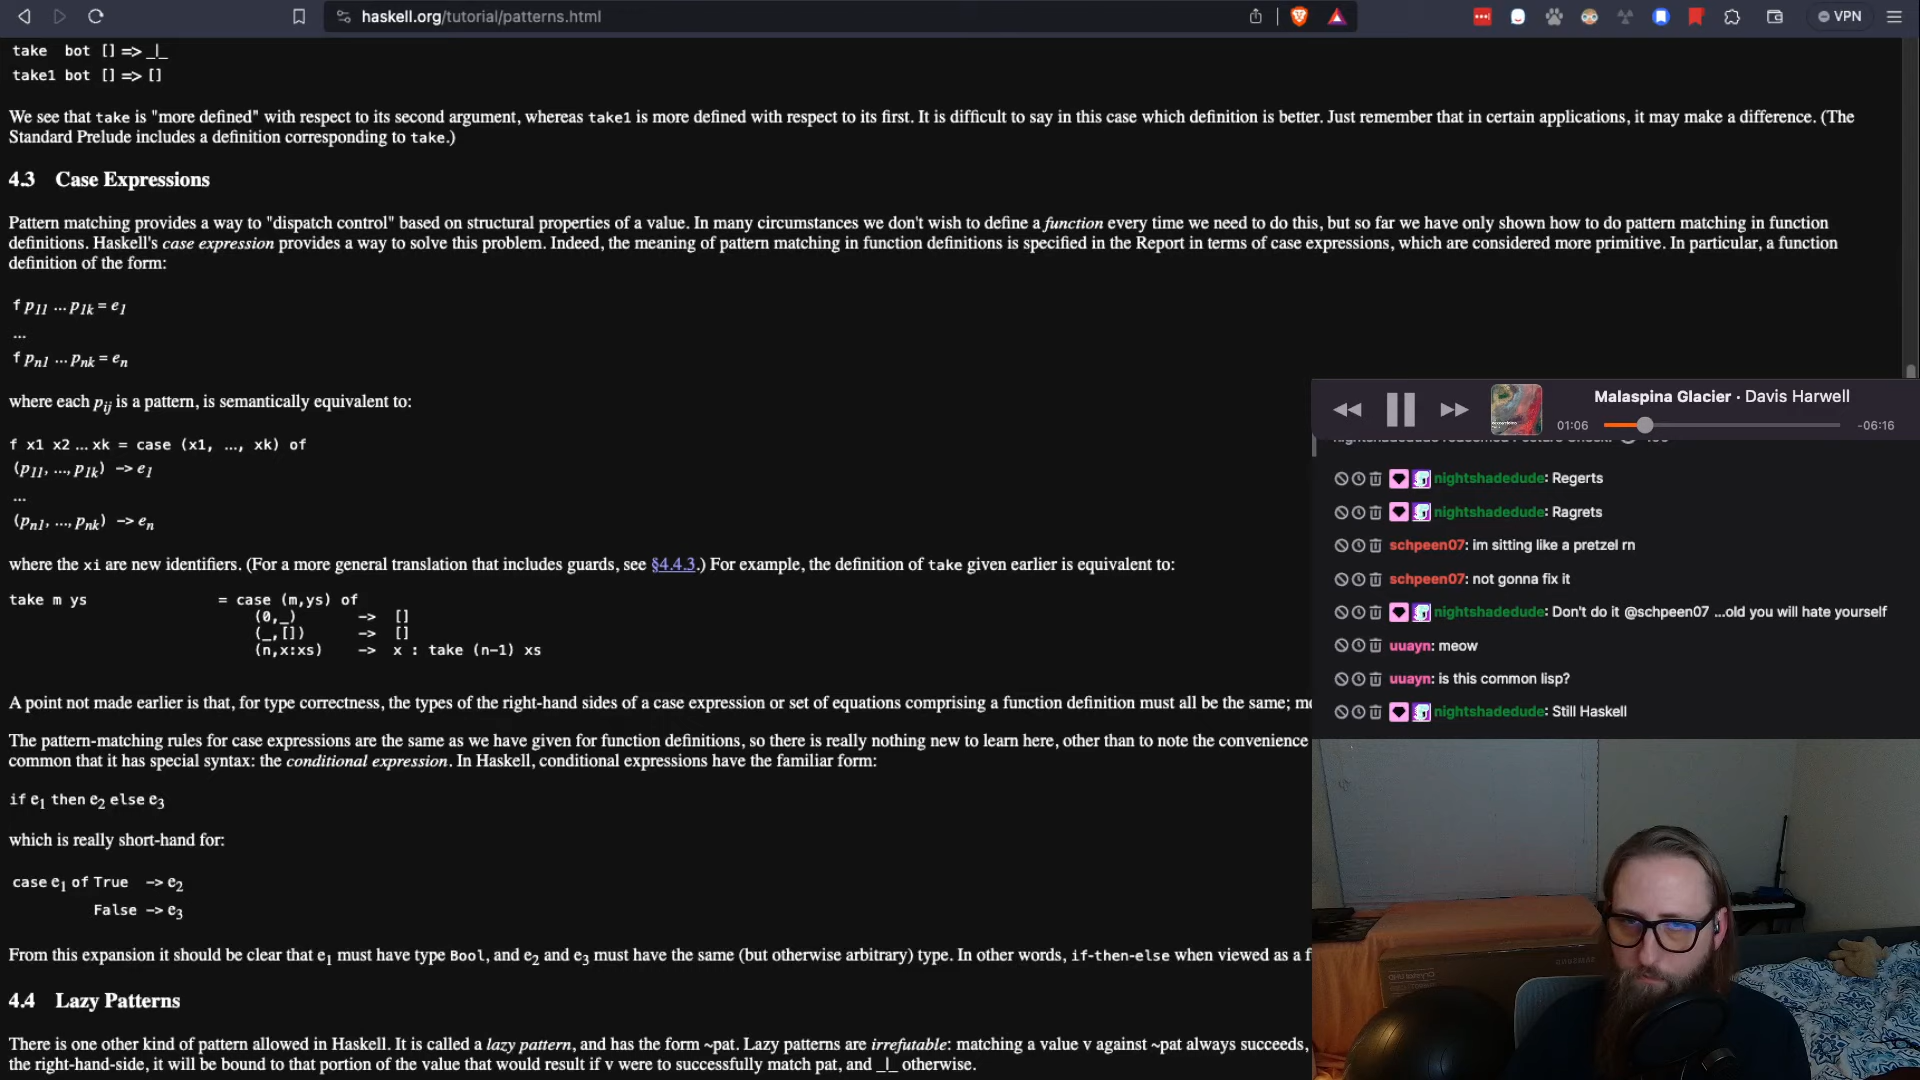 haskell.org/tutorial/patterns.html
VPN
take bot [] => _|_
take1 bot [] => []
We see that take is "more defined" with respect to its second argument, whereas take1 is more defined with respect to its first. It is difficult to say in this case which definition is better. Just remember that in certain applications, it may make a difference. (The
Standard Prelude includes a definition corresponding to take.)
4.3 Case Expressions
Pattern matching provides a way to "dispatch control" based on structural properties of a value. In many circumstances we don't wish to define a function every time we need to do this, but so far we have only shown how to do pattern matching in function
definitions. Haskell's case expression provides a way to solve this problem. Indeed, the meaning of pattern matching in function definitions is specified in the Report in terms of case expressions, which are considered more primitive. In particular, a function
definition of the form:
f p11 ... p1k = e1
...
f pn1 ... pnk = en
where each pij is a pattern, is semantically equivalent to:
f x1 x2 ... xk = case (x1, ..., xk) of
(p11, ..., p1k) -> e1
...
(pn1, ..., pnk) -> en
where the xi are new identifiers. (For a more general translation that includes guards, see §4.4.3.) For example, the definition of take given earlier is equivalent to:
take m ys = case (m,ys) of
(0,_) -> []
(_,[]) -> []
(n,x:xs) -> x : take (n-1) xs
A point not made earlier is that, for type correctness, the types of the right-hand sides of a case expression or set of equations comprising a function definition must all be the same;
The pattern-matching rules for case expressions are the same as we have given for function definitions, so there is really nothing new to learn here, other than to note the convenience
common that it has special syntax: the conditional expression. In Haskell, conditional expressions have the familiar form:
if e1 then e2 else e3
which is really short-hand for:
case e1 of True -> e2
False -> e3
From this expansion it should be clear that e1 must have type Bool, and e2 and e3 must have the same (but otherwise arbitrary) type. In other words, if-then-else when viewed as a f
4.4 Lazy Patterns
There is one other kind of pattern allowed in Haskell. It is called a lazy pattern, and has the form ~pat. Lazy patterns are irrefutable: matching a value v against ~pat always succeeds,
the right-hand-side, it will be bound to that portion of the value that would result if v were to successfully match pat, and _|_ otherwise.
Malaspina Glacier · Davis Harwell
01:06
-06:16
nightshadedude: Regerts
nightshadedude: Ragrets
schpeen07: im sitting like a pretzel rn
schpeen07: not gonna fix it
nightshadedude: Don't do it @schpeen07 ...old you will hate yourself
uuayn: meow
uuayn: is this common lisp?
nightshadedude: Still Haskell